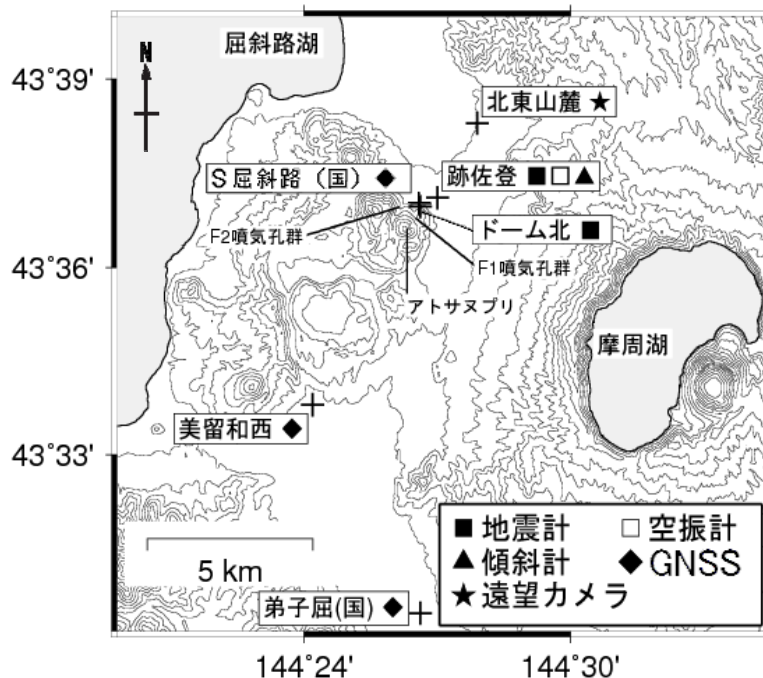 屈斜路湖
N
43˚39'
北東山麓 ★
S屈斜路（国） ◆
跡佐登 ■□▲
F2噴気孔群
ドーム北 ■
F1噴気孔群
43˚36'
アトサヌプリ
摩周湖
美留和西 ◆
43˚33'
■ 地震計 □ 空振計
▲ 傾斜計 ◆ GNSS
★ 遠望カメラ
5 km
弟子屈(国) ◆
144˚24'
144˚30'